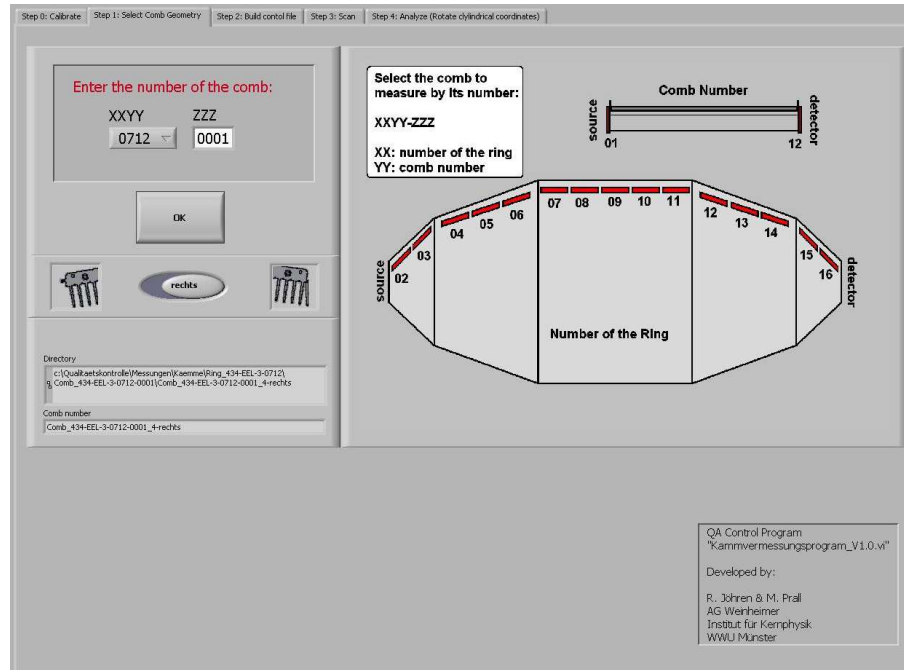 Step 0: Calibrate
Step 1: Select Comb Geometry
Step 2: Build contol file
Step 3: Scan
Step 4: Analyze (Rotate clylindrical coordinates)
Enter the number of the comb:
XXYY ZZZ
0712 0001
OK
rechts
Directory
c:\Qualitaetskontrolle\Messungen\Kaemme\Ring_434-EEL-3-0712\
Comb_434-EEL-3-0712-0001\Comb_434-EEL-3-0712-0001_4-rechts
Comb number
Comb_434-EEL-3-0712-0001_4-rechts
Select the comb to
measure by Its number:
XXYY-ZZZ
XX: number of the ring
YY: comb number
Comb Number
source
detector
01 12
source
02 03 04 05 06 07 08 09 10 11 12 13 14 15 16
detector
Number of the RIng
QA Control Program
"Kammvermessungsprogram_V1.0.vi"
Developed by:
R. Jöhren & M. Prall
AG Weinheimer
Institut für Kernphysik
WWU Münster